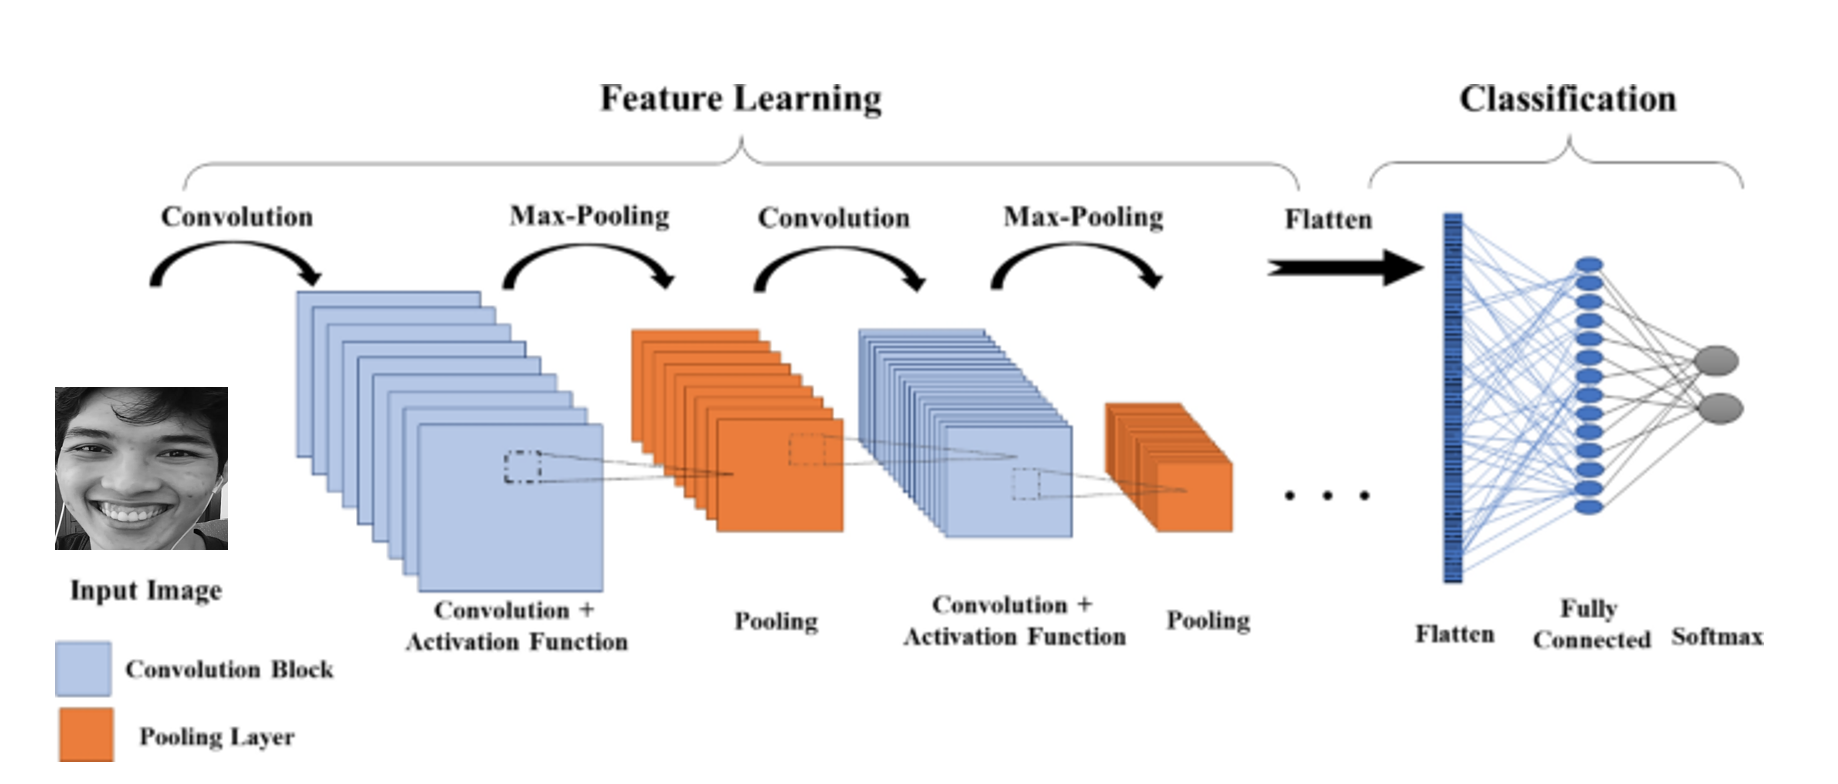 Feature Learning
Classification
Convolution
Max-Pooling
Convolution
Max-Pooling
Flatten
Input Image
Convolution +
Activation Function
Pooling
Convolution +
Activation Function
Pooling
Flatten
Fully
Connected
Softmax
Convolution Block
Pooling Layer